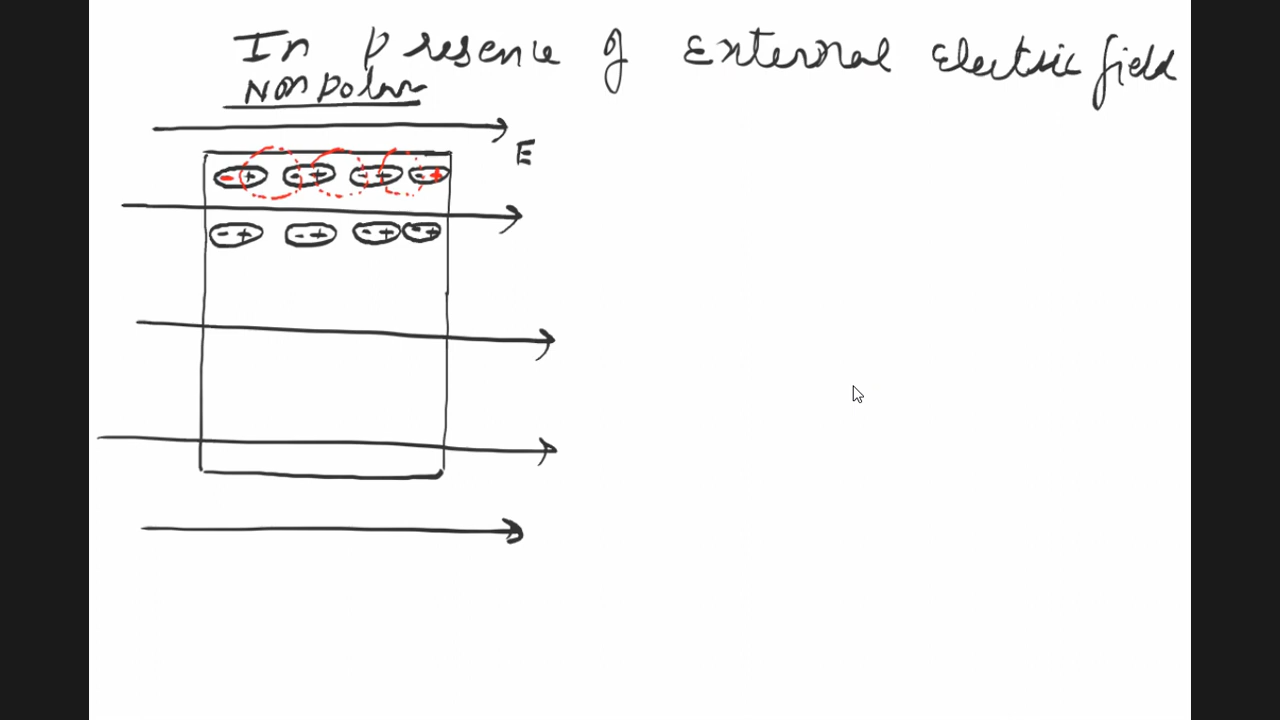 In presence of External Electric field
Non Polar
E
- + - + - + - +
- + - + - + - +